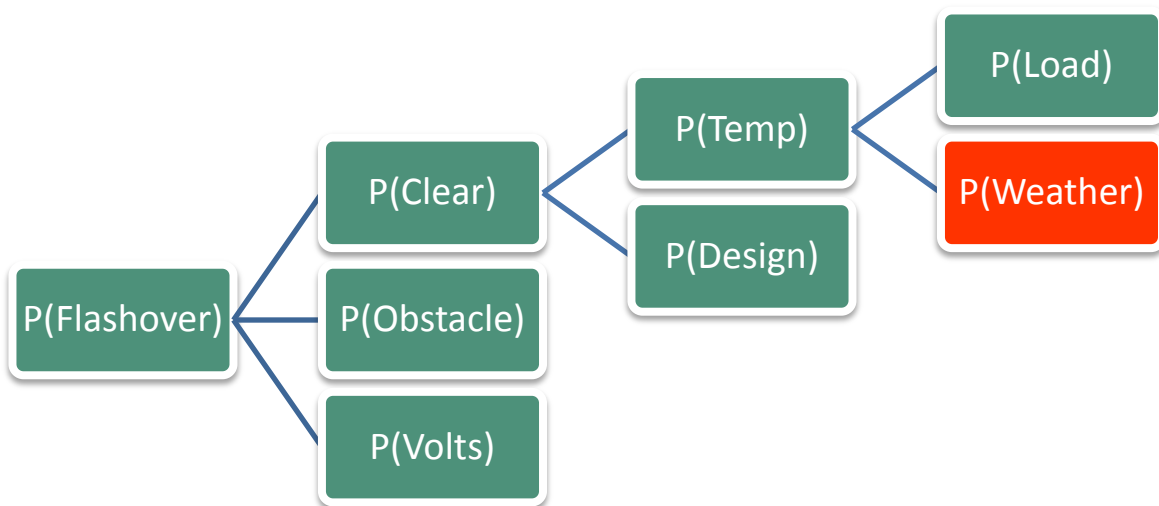 P(Flashover)
P(Clear)
P(Obstacle)
P(Volts)
P(Temp)
P(Design)
P(Load)
P(Weather)